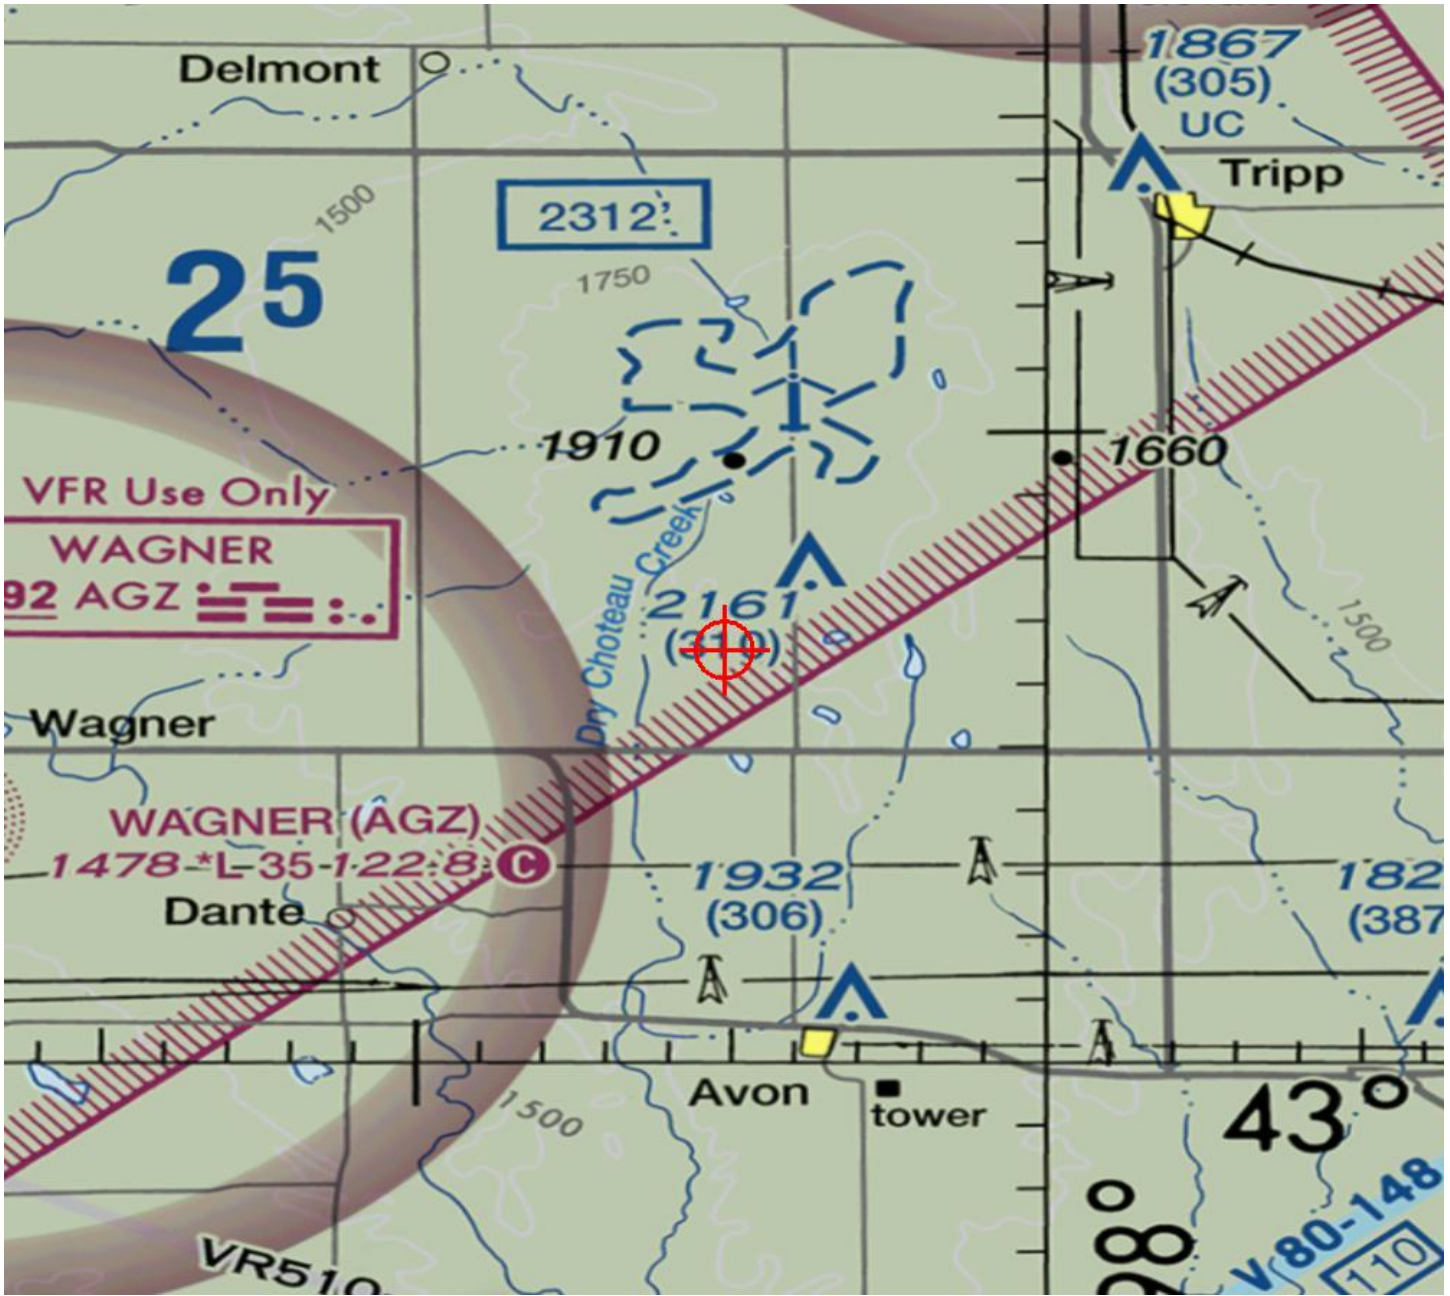 Delmont
1867
(305)
UC
Tripp
1500
2312'
25
1750
1910
1660
VFR Use Only
WAGNER
92 AGZ
Dry Choteau Creek
2161
(310)
1500
Wagner
WAGNER (AGZ)
1478 *L 35 122.8 C
Dante
1932
(306)
182
(387
Avon
tower
1500
43°
98°
V 80-148
110
VR510